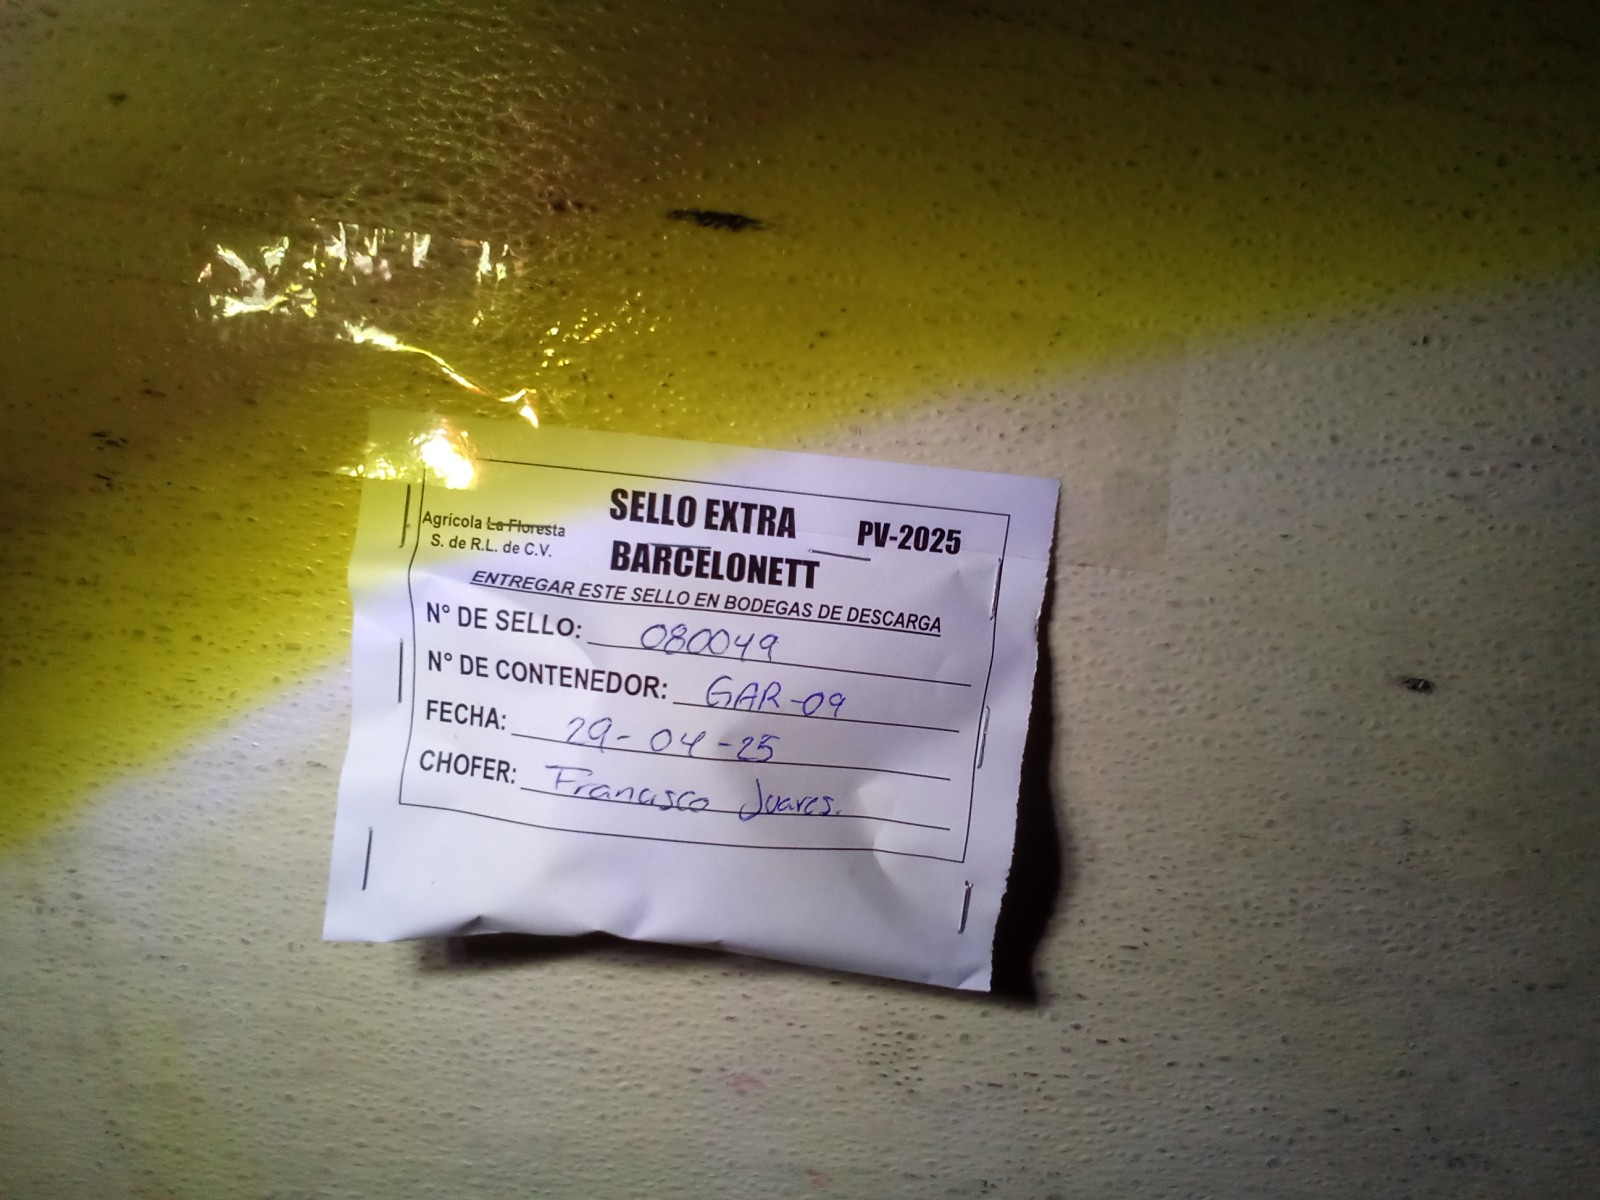 SELLO EXTRA PV-2025
Agrícola La Floresta
BARCELONETT
S. de R.L. de C.V.
ENTREGAR ESTE SELLO EN BODEGAS DE DESCARGA
N° DE SELLO: 080049
N° DE CONTENEDOR: GAR-09
FECHA: 29-04-25
CHOFER: Francisco Juares.